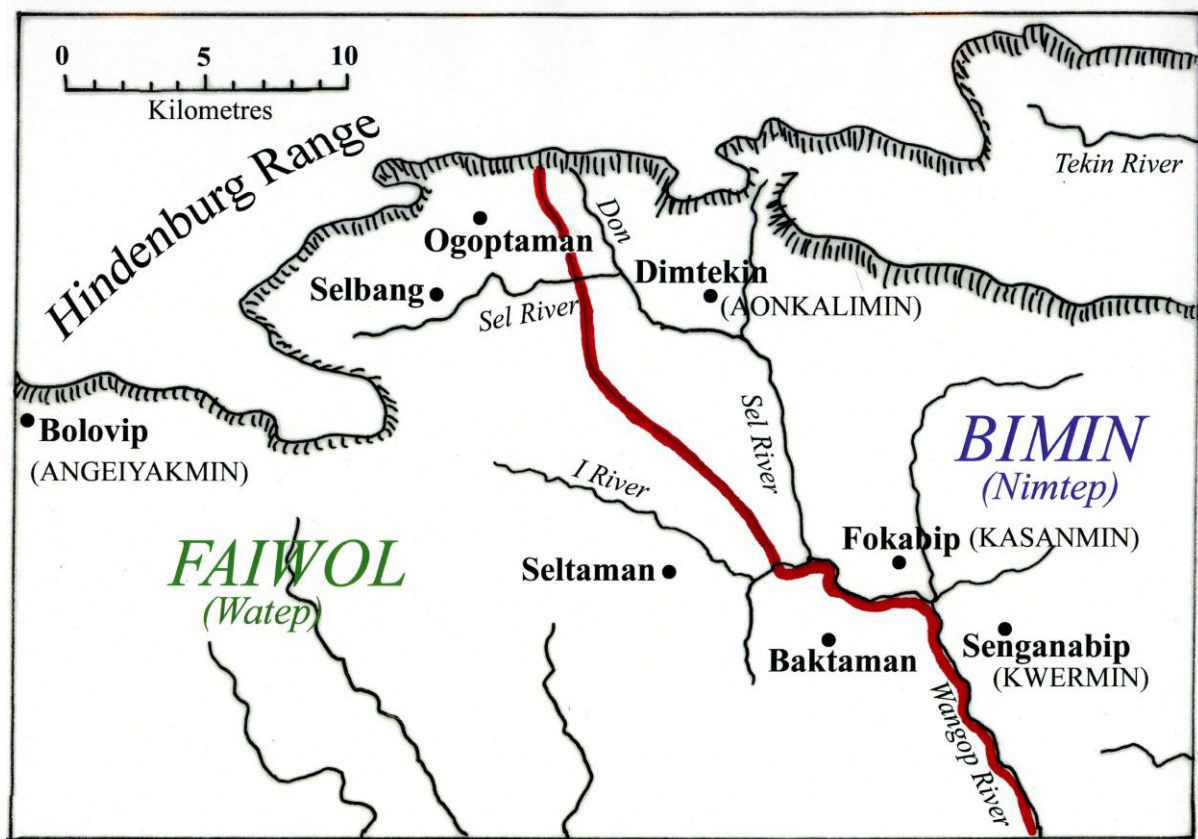 0 5 10
Kilometres
Hindenburg Range
Tekin River
Ogoptaman
Don
Selbang
Dimtekin
(AONKALIMIN)
Sel River
Bolovip
(ANGEIYAKMIN)
Sel River
BIMIN
(Nimtep)
I River
FAIWOL
(Watep)
Seltaman
Fokabip (KASANMIN)
Baktaman
Senganabip
(KWERMIN)
Wangop River